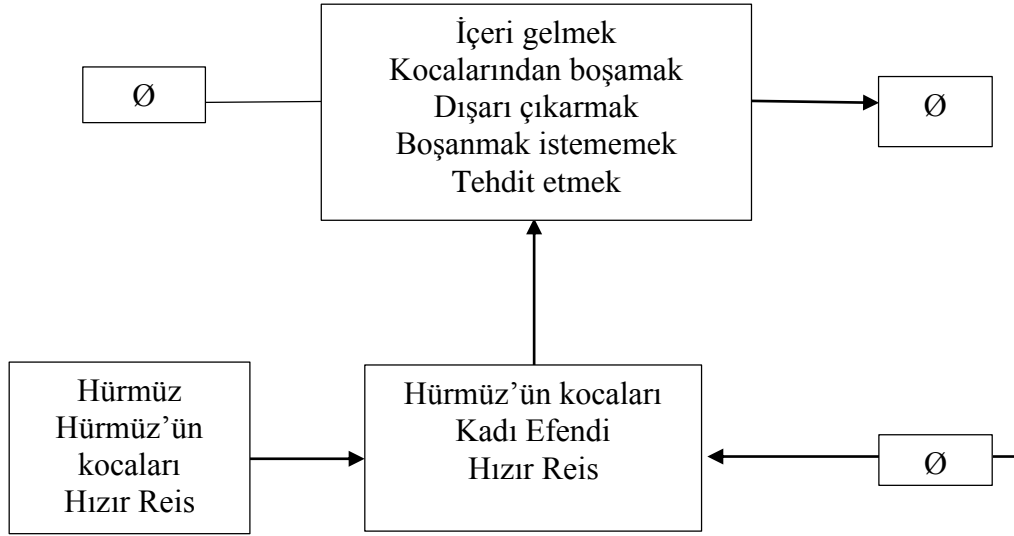 Ø
İçeri gelmek
Kocalarından boşamak
Dışarı çıkarmak
Boşanmak istememek
Tehdit etmek
Ø
Hürmüz
Hürmüz’ün
kocaları
Hızır Reis
Hürmüz’ün kocaları
Kadı Efendi
Hızır Reis
Ø